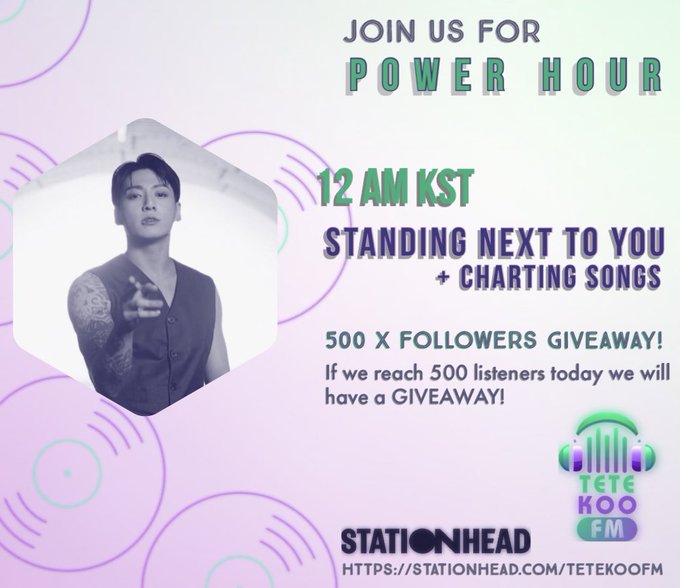 JOIN US FOR
POWER HOUR
12 AM KST
STANDING NEXT TO YOU
+ CHARTING SONGS
500 X FOLLOWERS GIVEAWAY!
If we reach 500 listeners today we will
have a GIVEAWAY!
TETE
KOO
FM
STATIONHEAD
HTTPS://STATIONHEAD.COM/TETEKOOFM